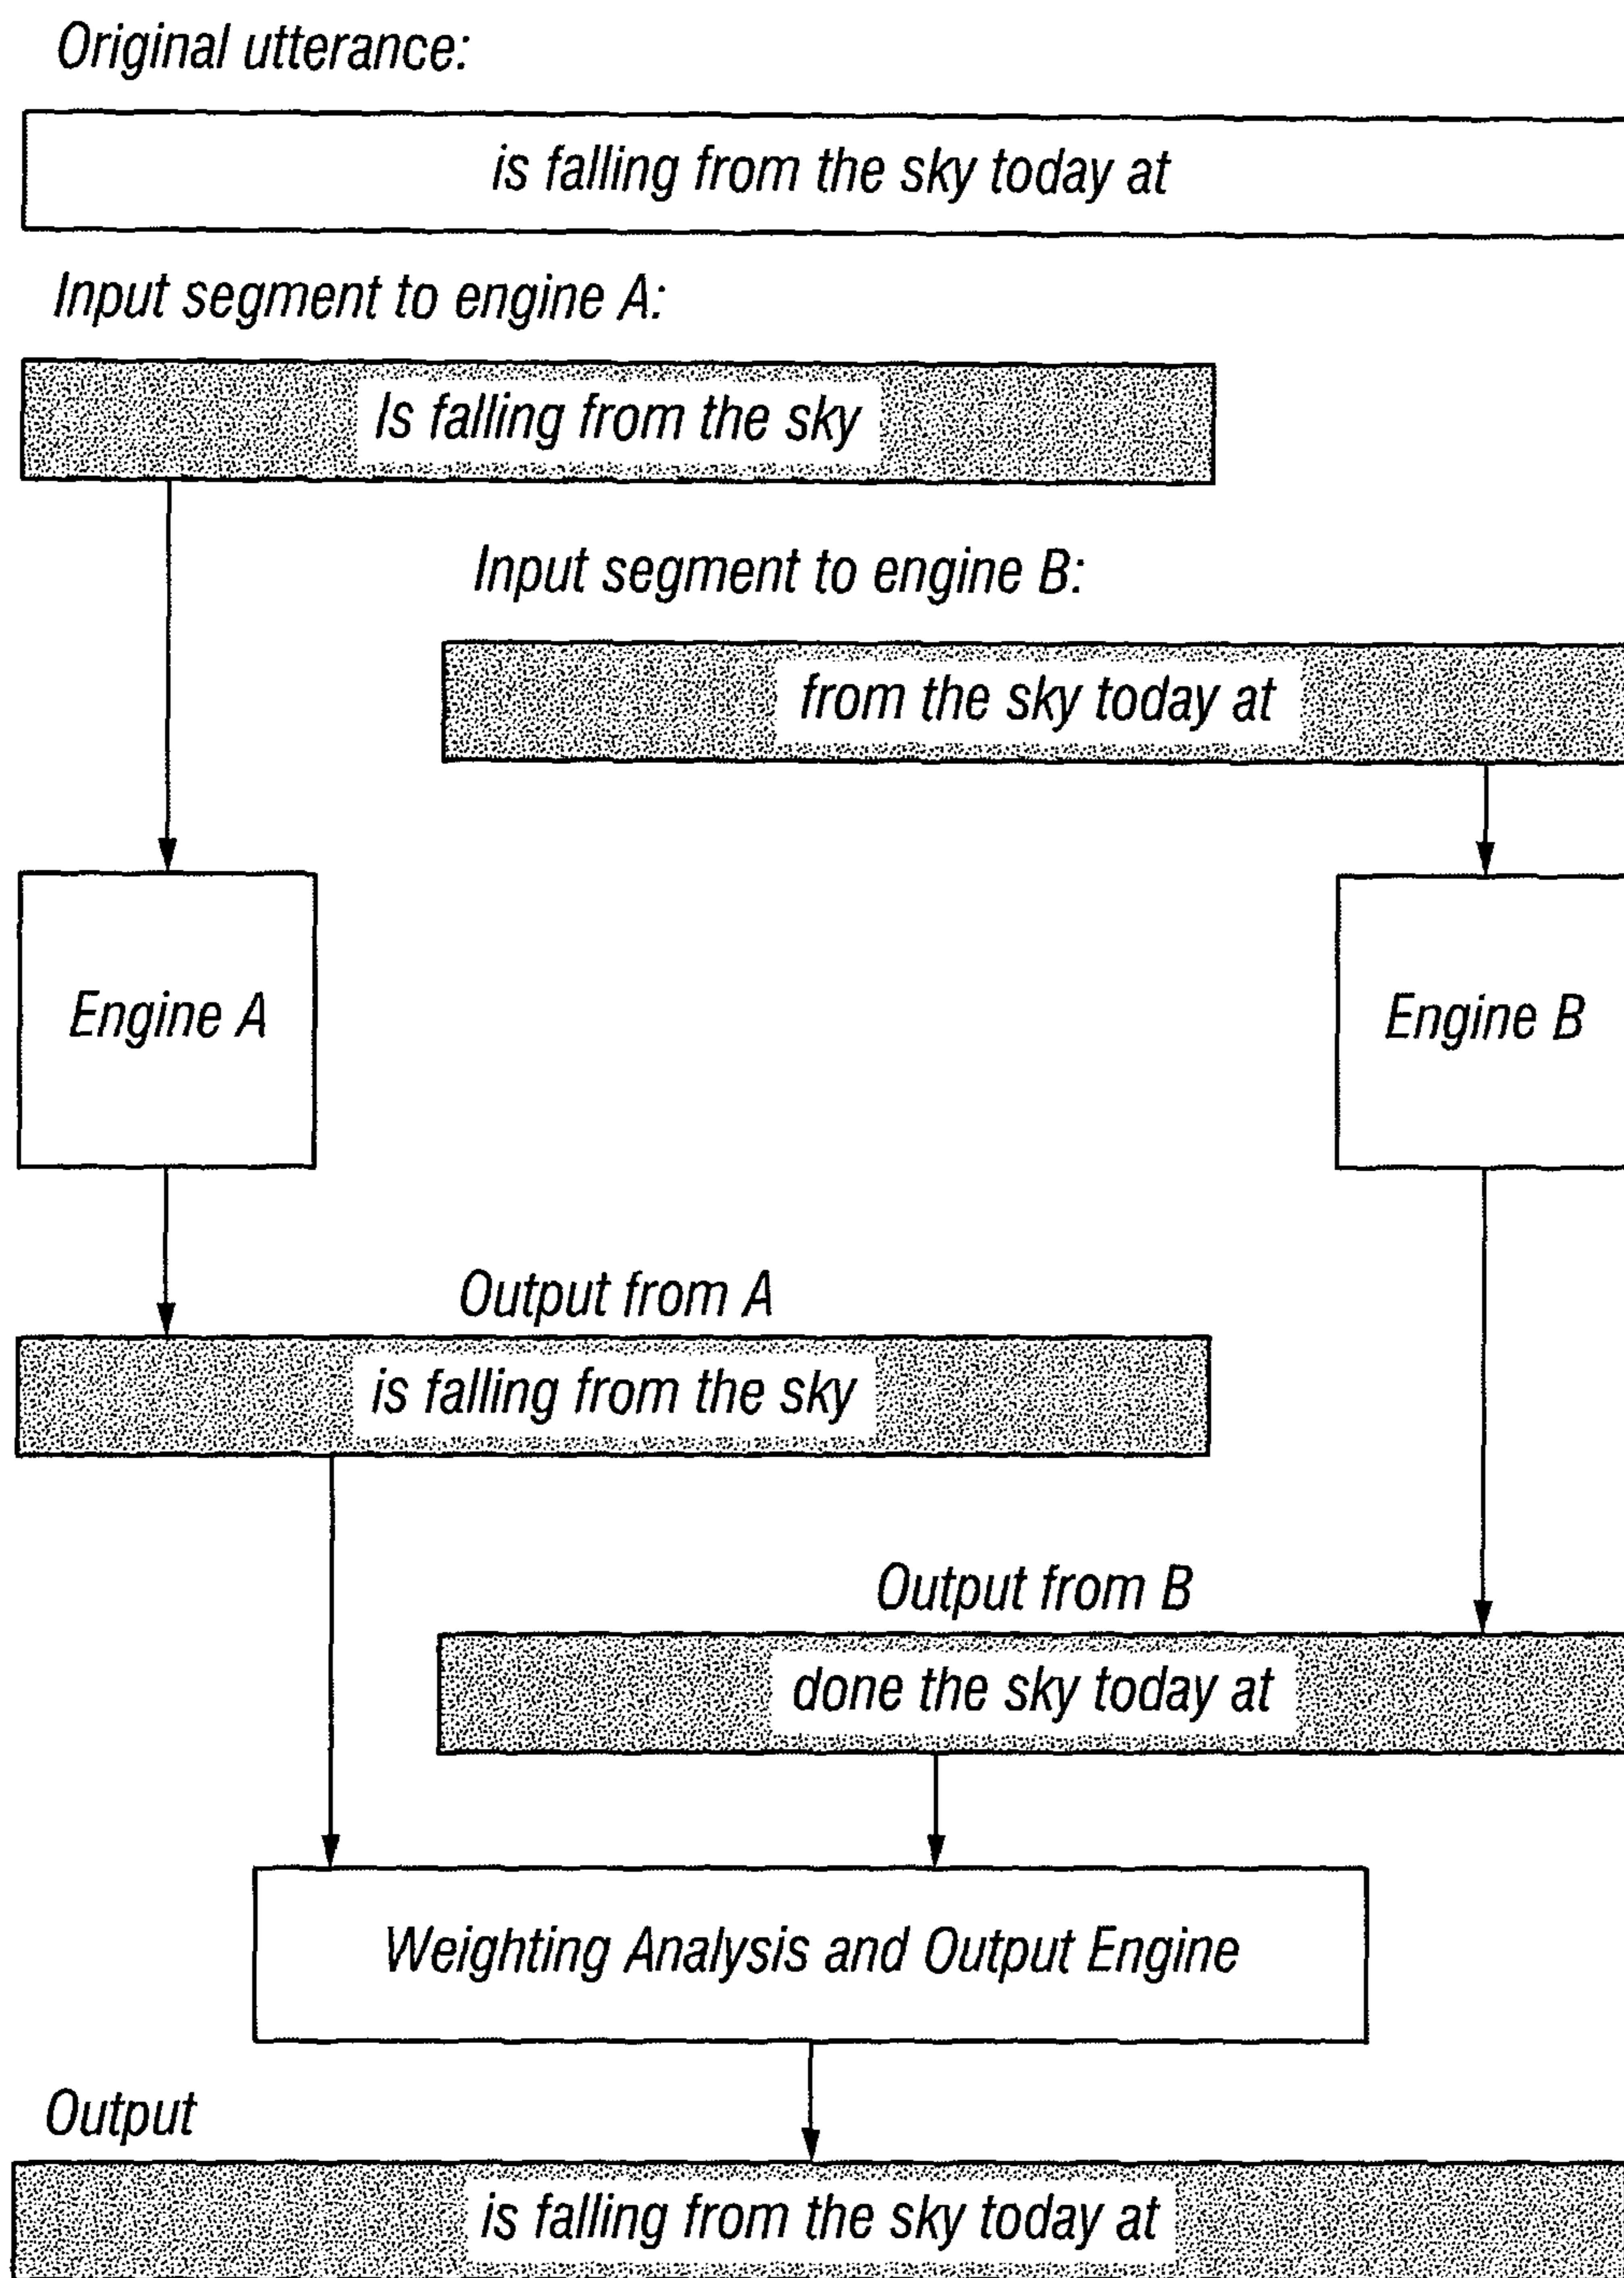 Original utterance:
is falling from the sky today at
Input segment to engine A:
Is falling from the sky
Input segment to engine B:
from the sky today at
Engine A
Engine B
Output from A
is falling from the sky
Output from B
done the sky today at
Weighting Analysis and Output Engine
Output
is falling from the sky today at